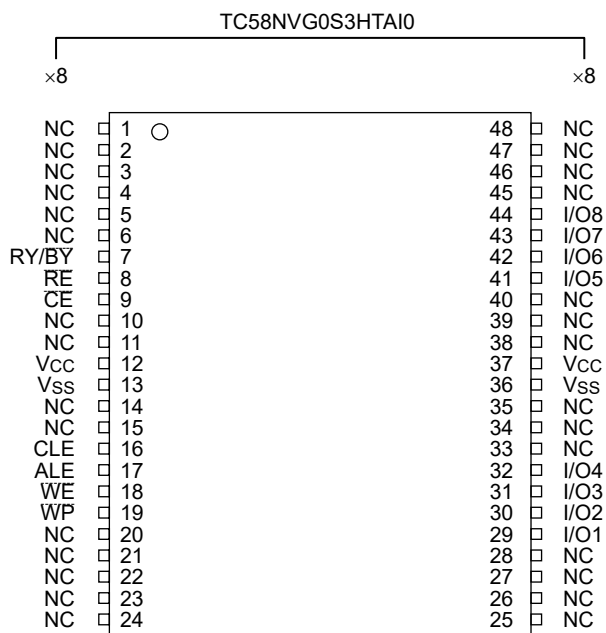 TC58NVG0S3HTAI0
×8 ×8
NC 1 48 NC
NC 2 47 NC
NC 3 46 NC
NC 4 45 NC
NC 5 44 I/O8
NC 6 43 I/O7
RY/B̅Y̅ 7 42 I/O6
R̅E̅ 8 41 I/O5
C̅E̅ 9 40 NC
NC 10 39 NC
NC 11 38 NC
VCC 12 37 VCC
VSS 13 36 VSS
NC 14 35 NC
NC 15 34 NC
CLE 16 33 NC
ALE 17 32 I/O4
W̅E̅ 18 31 I/O3
W̅P̅ 19 30 I/O2
NC 20 29 I/O1
NC 21 28 NC
NC 22 27 NC
NC 23 26 NC
NC 24 25 NC